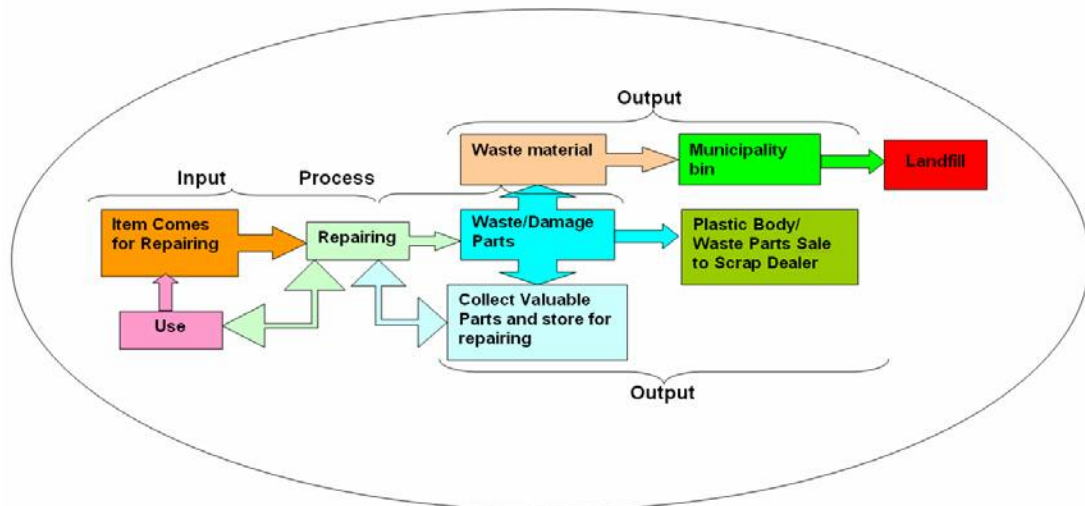 Output
Waste material
Municipality
bin
Landfill
Input
Process
Item Comes
for Repairing
Repairing
Waste/Damage
Parts
Plastic Body/
Waste Parts Sale
to Scrap Dealer
Use
Collect Valuable
Parts and store for
repairing
Output